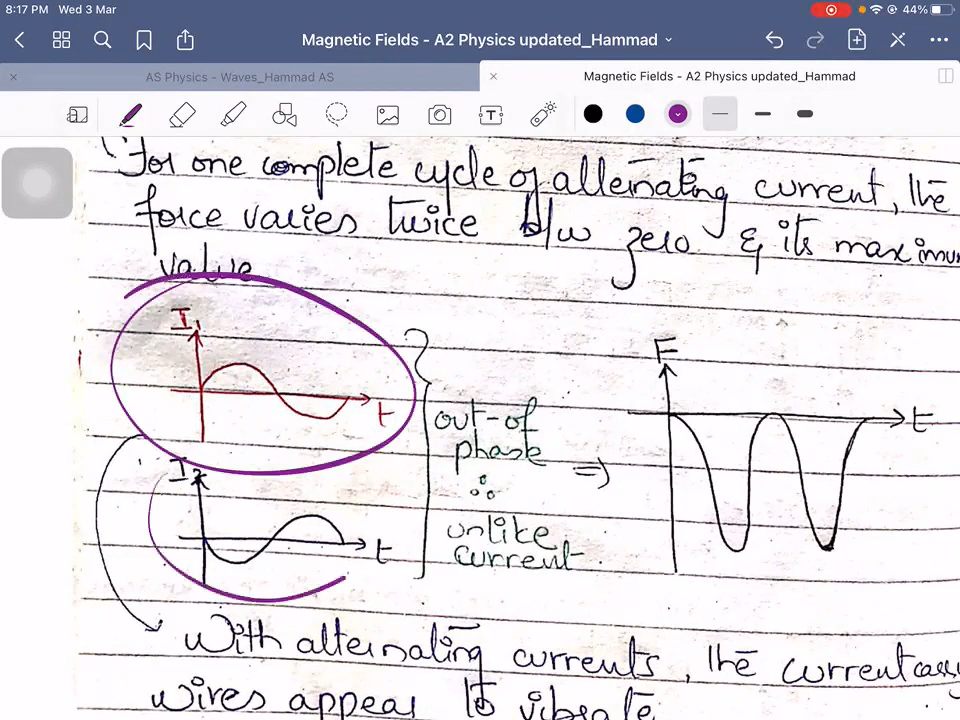 8:17 PM Wed 3 Mar
44%
Magnetic Fields - A2 Physics updated_Hammad
AS Physics - Waves_Hammad AS
Magnetic Fields - A2 Physics updated_Hammad
T
For one complete cycle of alternating current, the
force varies twice b/w zero & its maximum
value
I1
t
I2
t
out-of
phase
∴
unlike
current
⇒
F
t
With alternating currents, the current carry
wires appear to vibrate